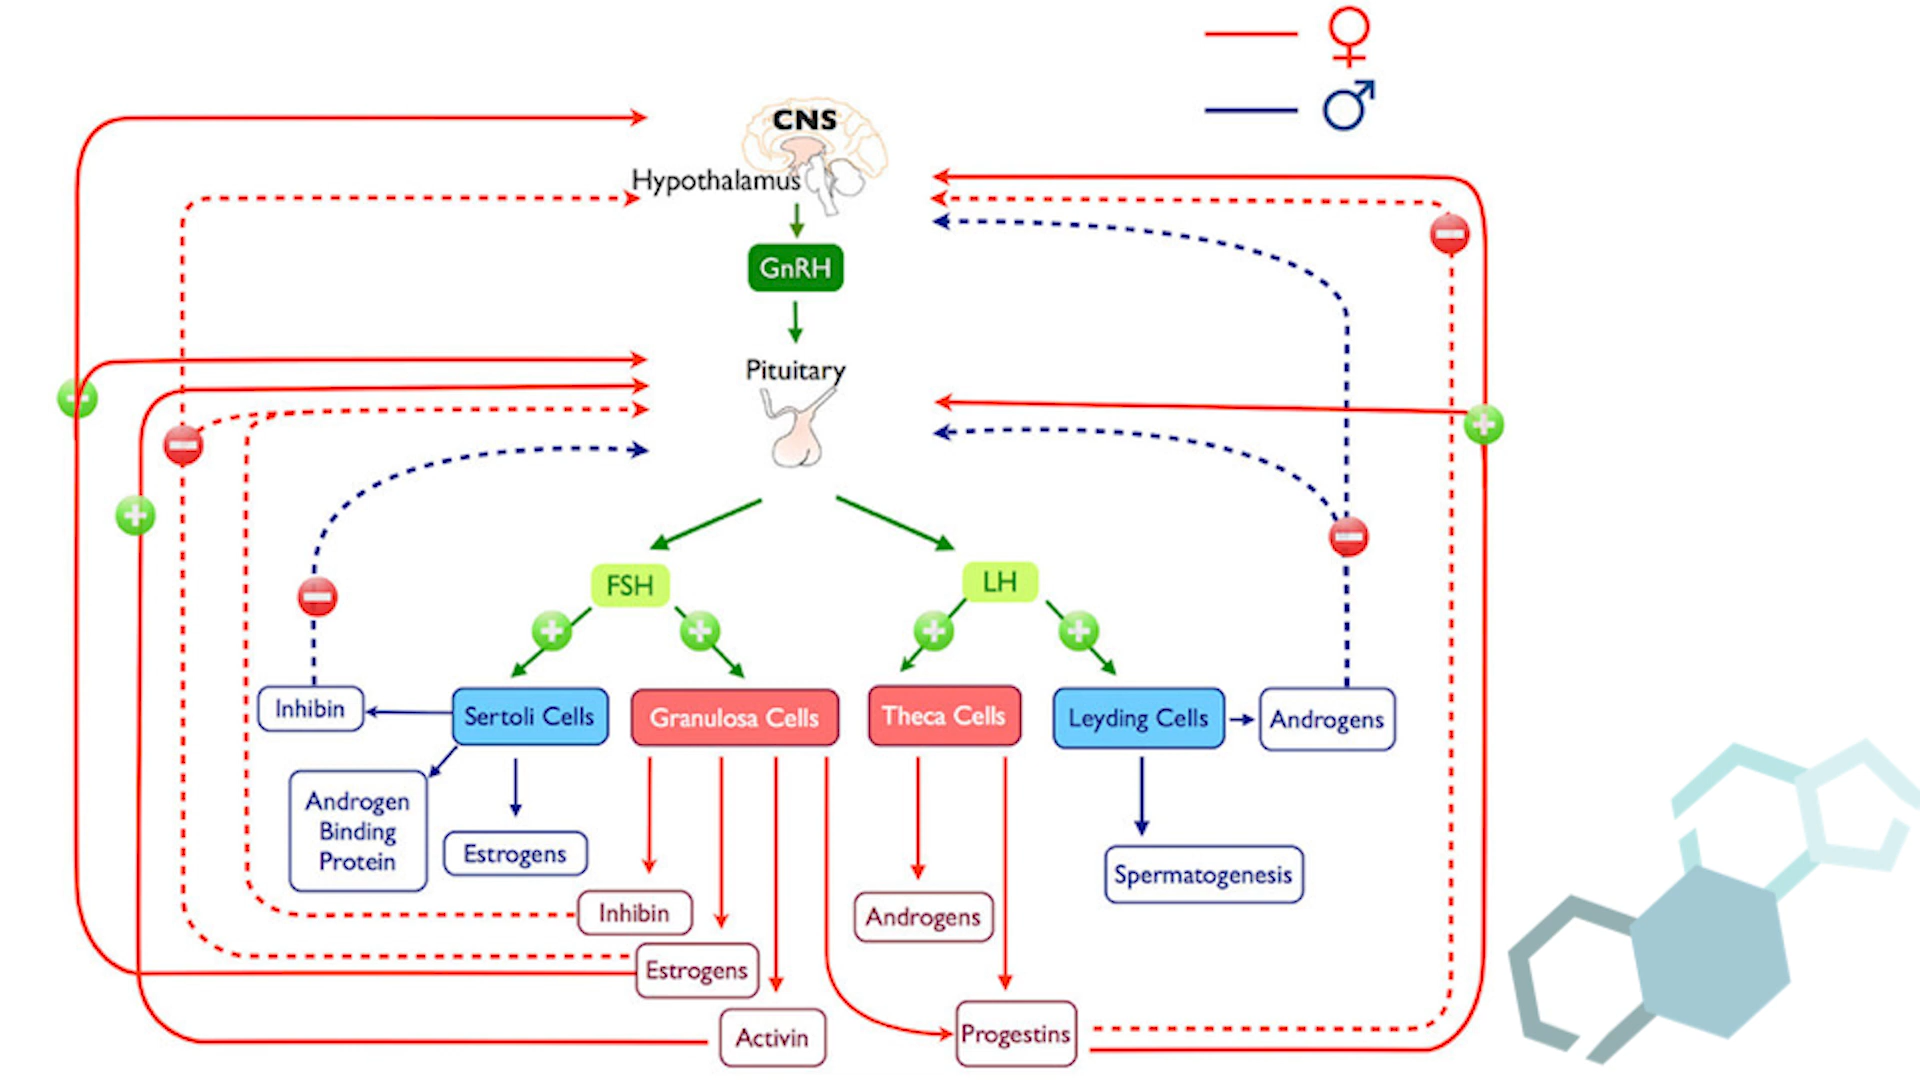 CNS
Hypothalamus
GnRH
Pituitary
FSH
LH
Inhibin
Sertoli Cells
Granulosa Cells
Theca Cells
Leyding Cells
Androgens
Androgen
Binding
Protein
Estrogens
Spermatogenesis
Inhibin
Androgens
Estrogens
Activin
Progestins